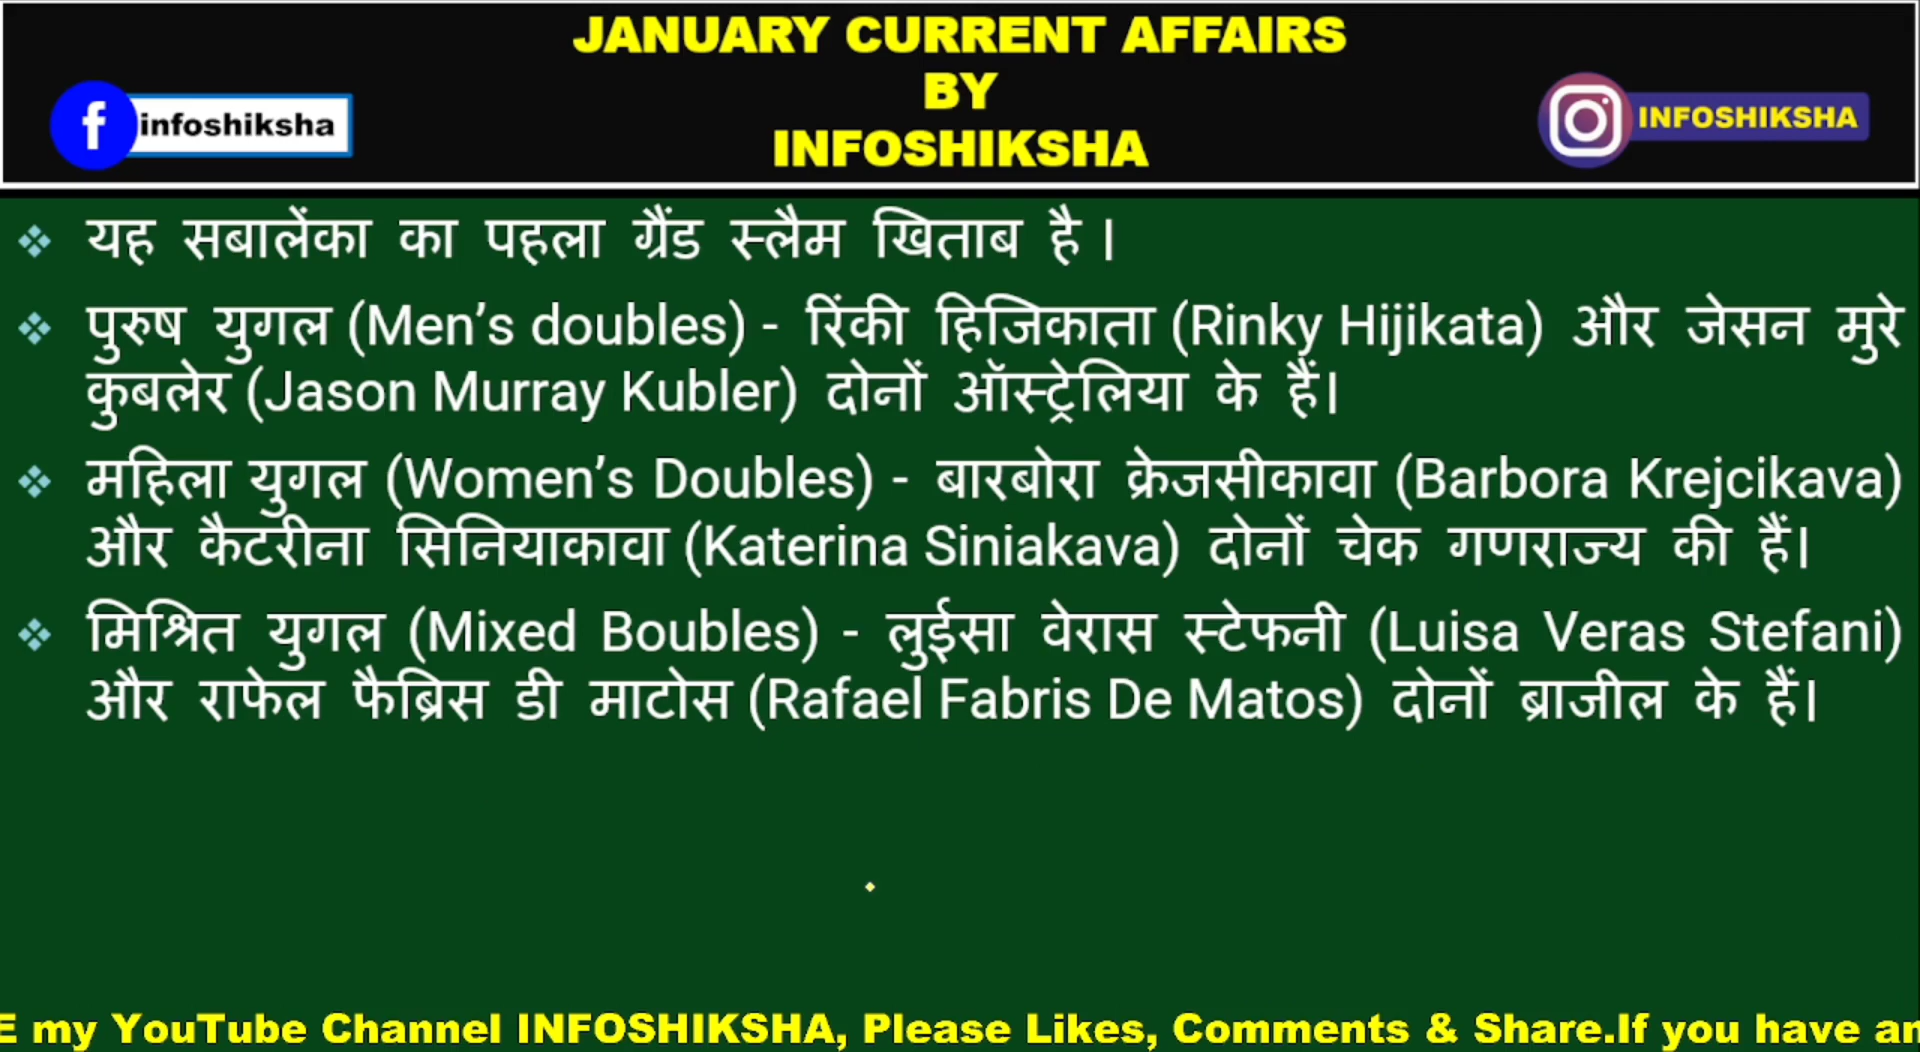 JANUARY CURRENT AFFAIRS
BY
INFOSHIKSHA
infoshiksha
INFOSHIKSHA
यह सबालेंका का पहला ग्रैंड स्लैम खिताब है।
पुरुष युगल (Men's doubles) - रिंकी हिजिकाता (Rinky Hijikata) और जेसन मुरे
कुबलेर (Jason Murray Kubler) दोनों ऑस्ट्रेलिया के हैं।
महिला युगल (Women's Doubles) - बारबोरा क्रेजसीकावा (Barbora Krejcikava)
और कैटरीना सिनियाकावा (Katerina Siniakava) दोनों चेक गणराज्य की हैं।
मिश्रित युगल (Mixed Boubles) - लुईसा वेरास स्टेफनी (Luisa Veras Stefani)
और राफेल फैब्रिस डी माटोस (Rafael Fabris De Matos) दोनों ब्राजील के हैं।
E my YouTube Channel INFOSHIKSHA, Please Likes, Comments & Share.If you have an